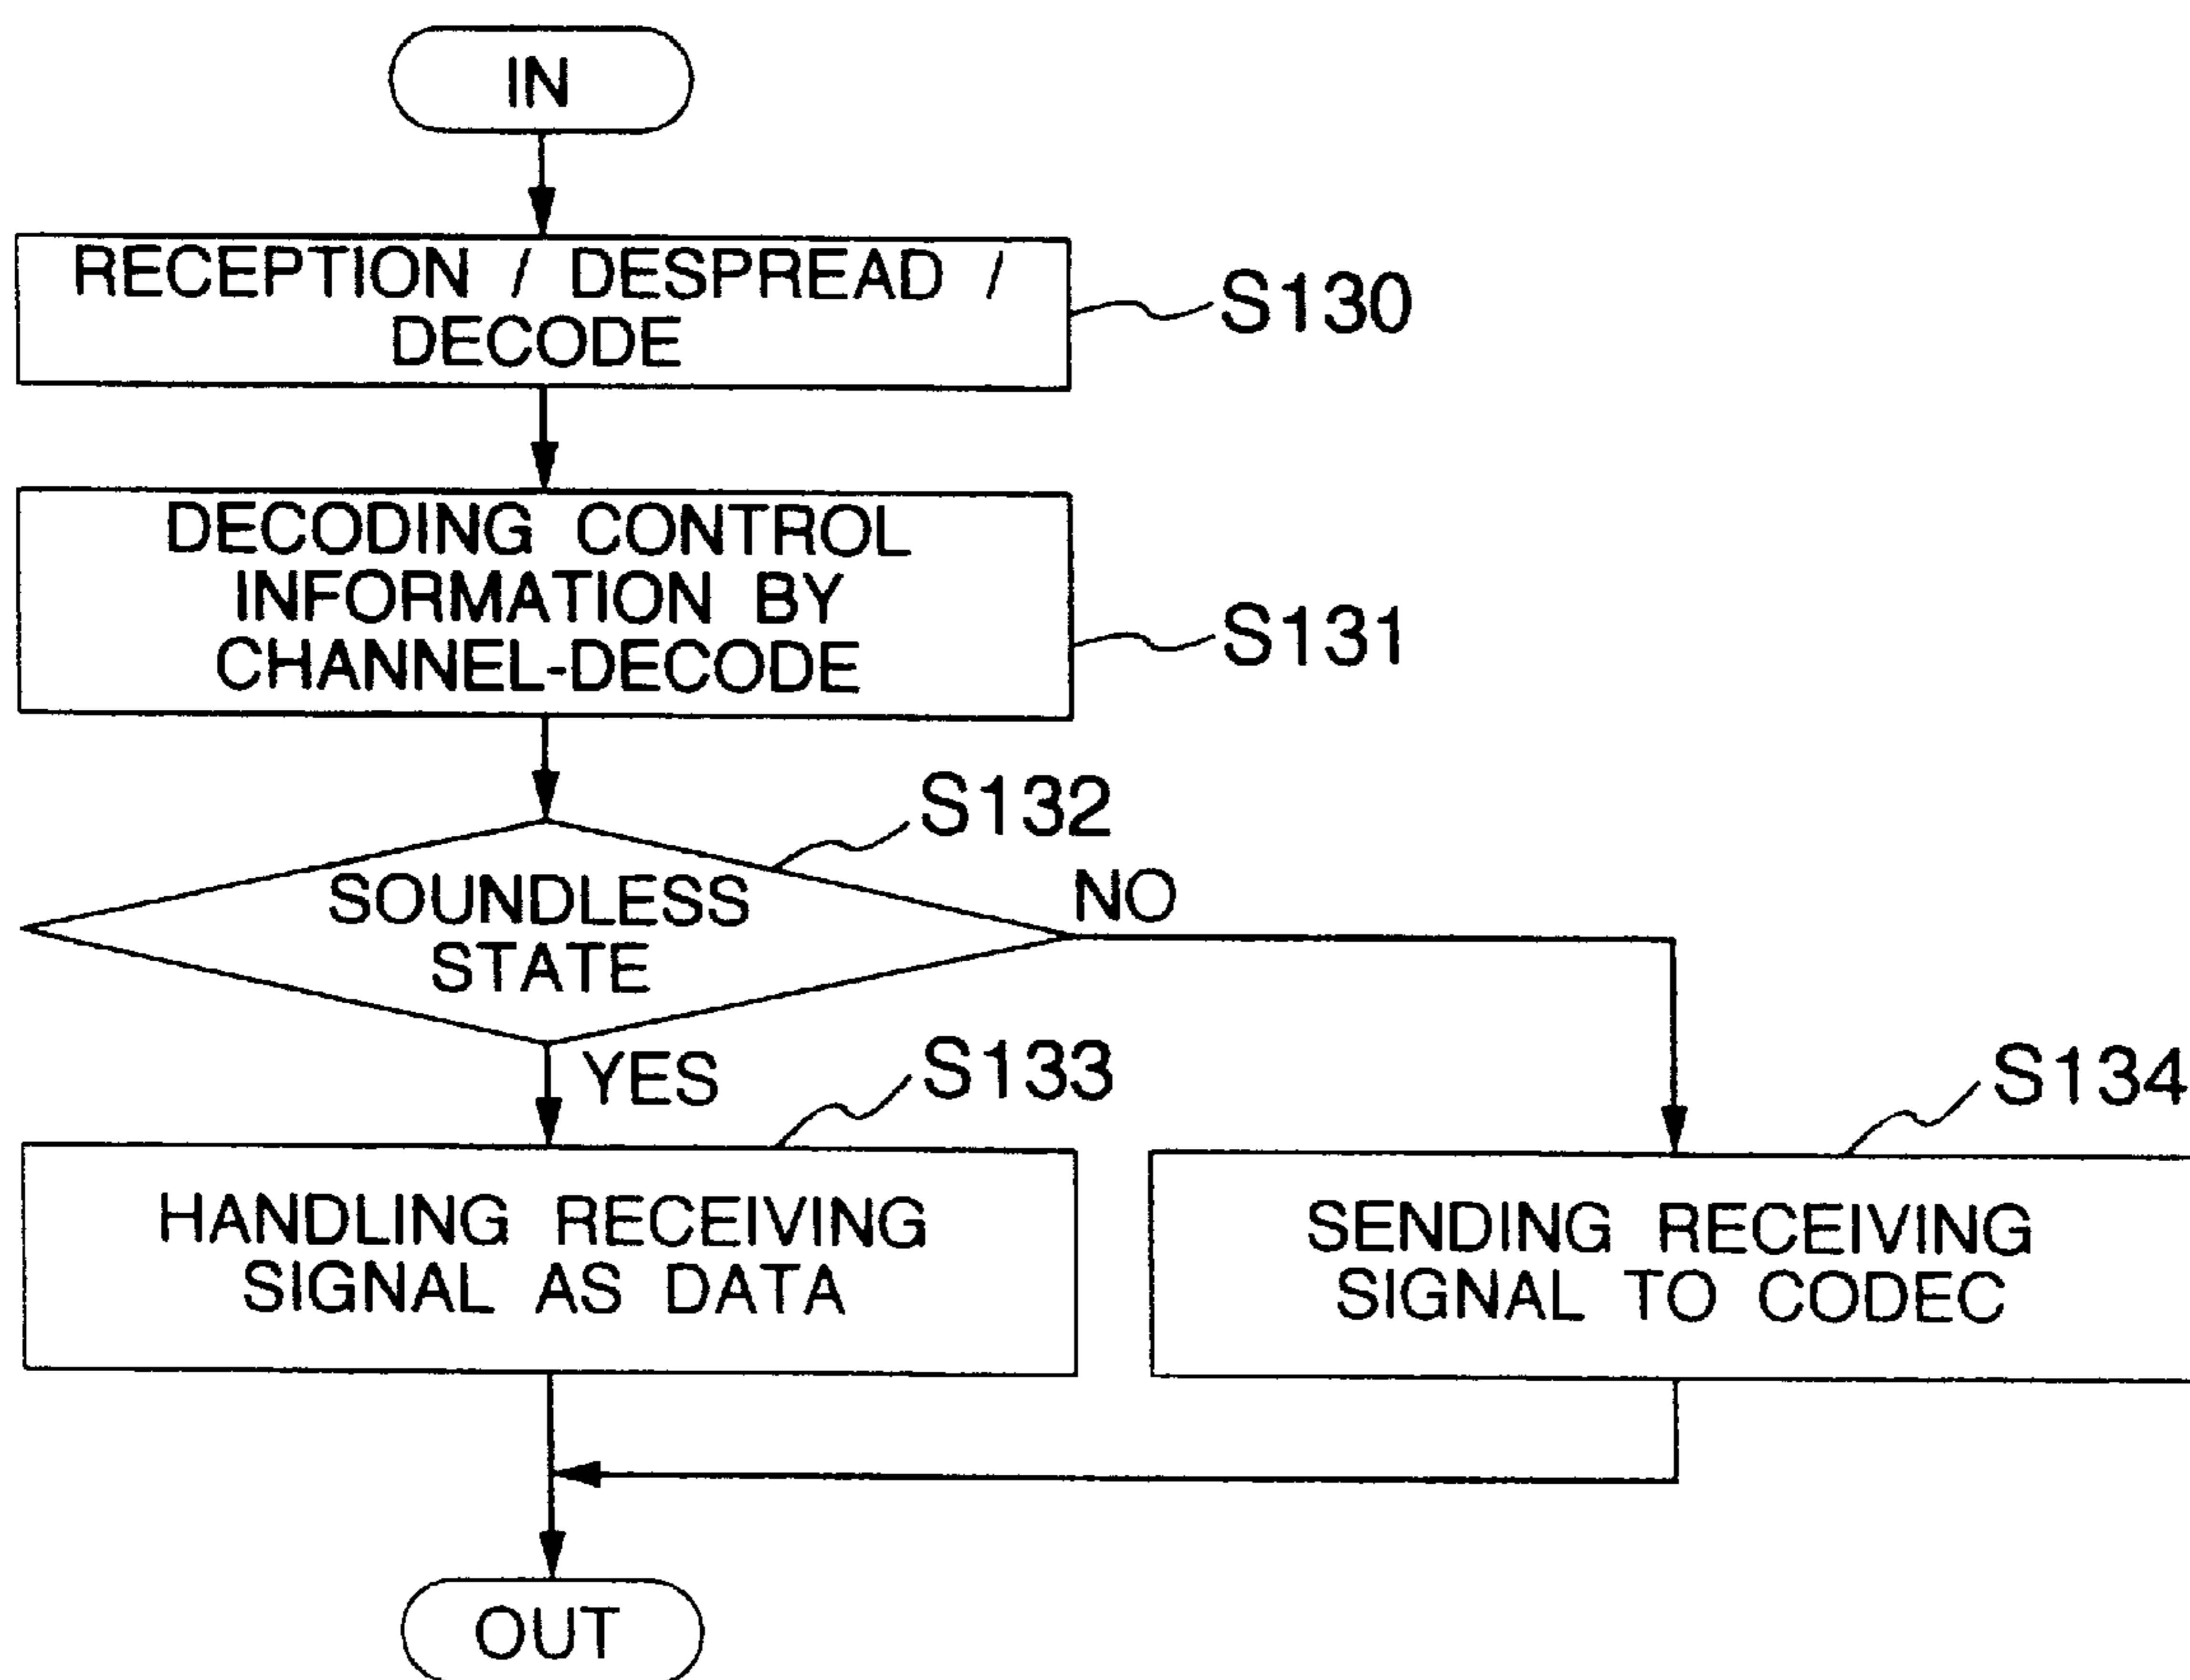 IN
RECEPTION / DESPREAD /
DECODE
S130
DECODING CONTROL
INFORMATION BY
CHANNEL-DECODE
S131
S132
SOUNDLESS
STATE
NO
YES
S133
S134
HANDLING RECEIVING
SIGNAL AS DATA
SENDING RECEIVING
SIGNAL TO CODEC
OUT